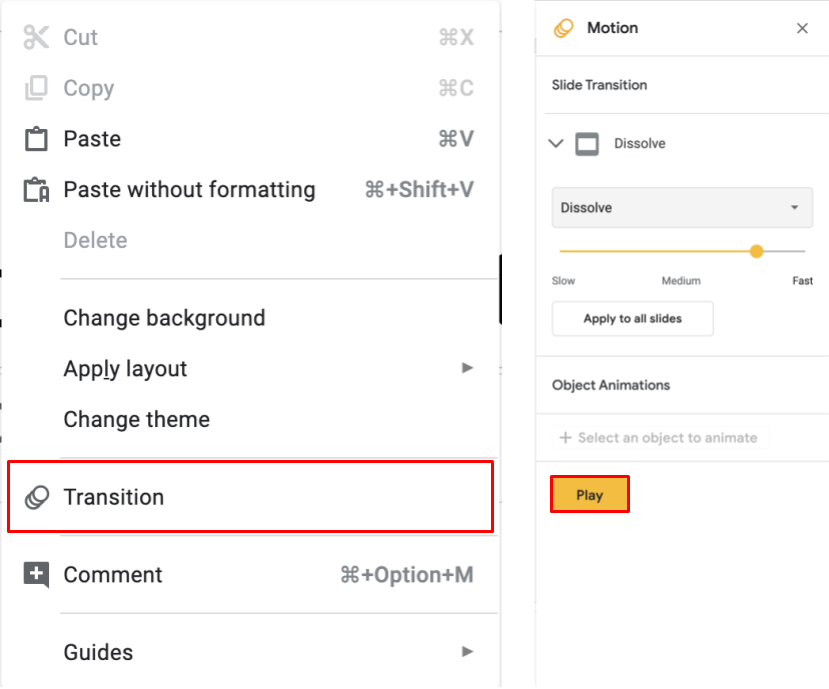 Cut ⌘X
Copy ⌘C
Paste ⌘V
Paste without formatting ⌘+Shift+V
Delete
Change background
Apply layout
Change theme
Transition
Comment ⌘+Option+M
Guides
Motion
Slide Transition
Dissolve
Dissolve
Slow Medium Fast
Apply to all slides
Object Animations
+ Select an object to animate
Play